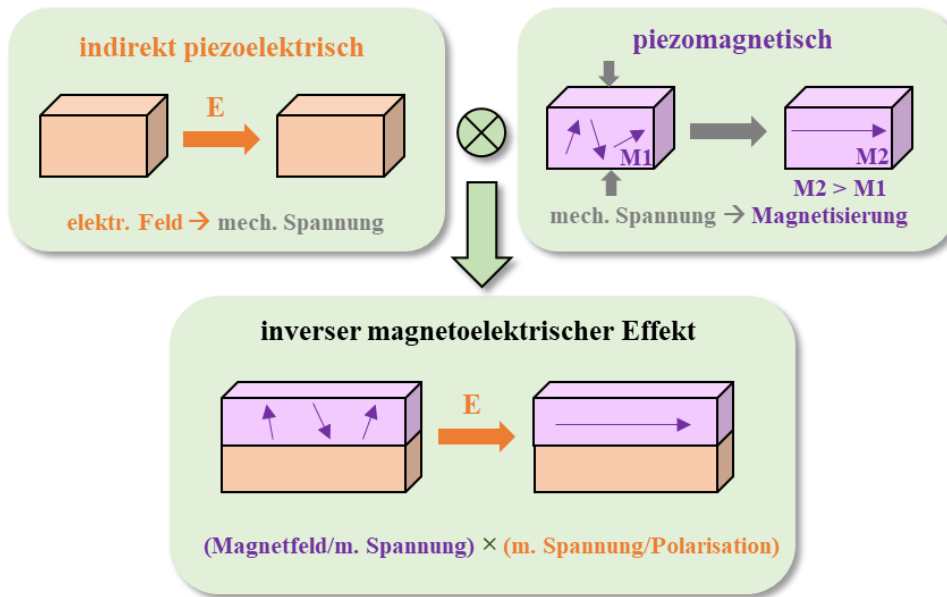 indirekt piezoelektrisch
E
elektr. Feld → mech. Spannung
piezomagnetisch
M1
M2
M2 > M1
mech. Spannung → Magnetisierung
inverser magnetoelektrischer Effekt
E
(Magnetfeld/m. Spannung) × (m. Spannung/Polarisation)